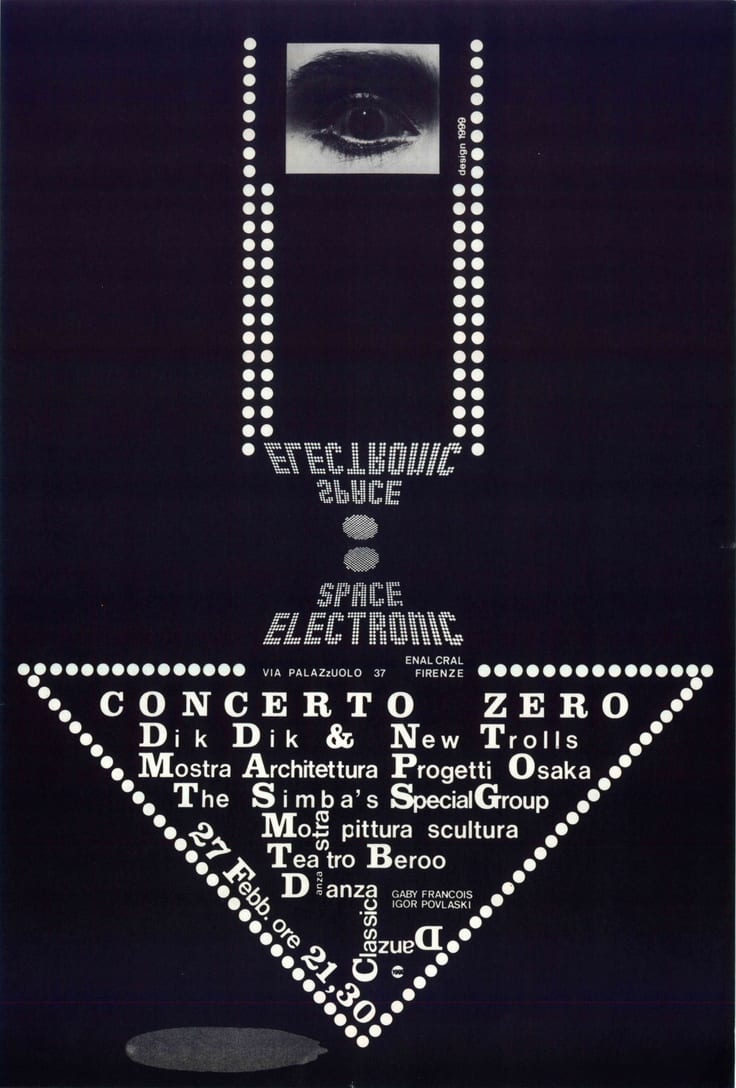 design 1999
ELECTRONIC
SPACE
SPACE
ELECTRONIC
VIA PALAZzUOLO 37
ENAL CRAL
FIRENZE
CONCERTO ZERO
Dik Dik & New Trolls
Mostra Architettura Progetti Osaka
The Simba's SpecialGroup
Mostra pittura scultura
Teatro Beroo
Danza anza
GABY FRANCOIS
IGOR POVLASKI
Classica
Danza
27 Febb. ore 21,30